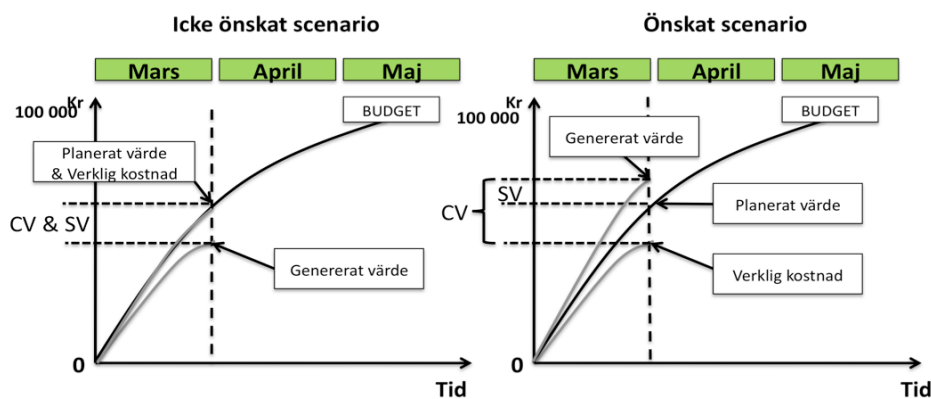 Icke önskat scenario
Mars
April
Maj
Kr
100 000
BUDGET
Planerat värde
& Verklig kostnad
CV & SV
Genererat värde
0
Tid
Önskat scenario
Mars
April
Maj
Kr
100 000
BUDGET
Genererat värde
SV
CV
Planerat värde
Verklig kostnad
0
Tid